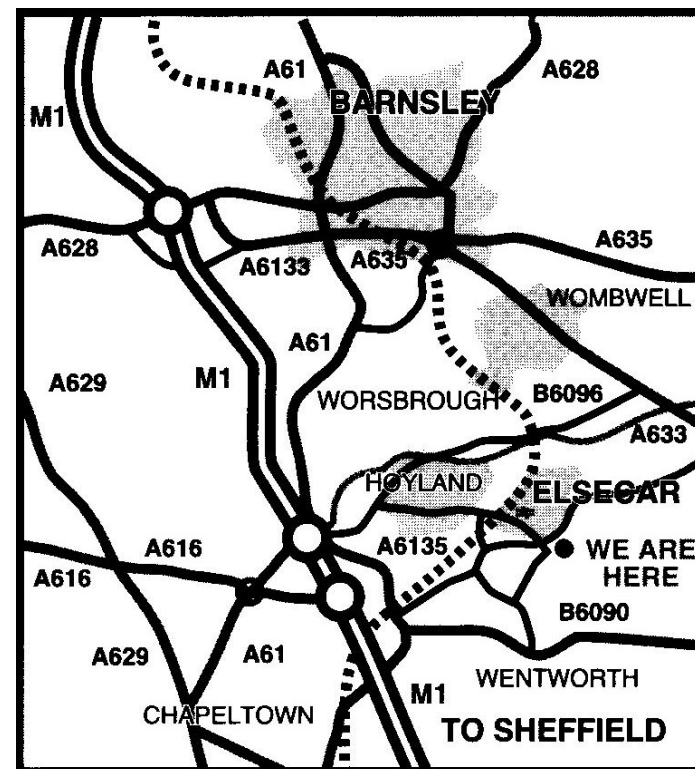 A61
A628
BARNSLEY
M1
A628
A6133
A635
A635
WOMBWELL
A61
A629
M1
WORSBROUGH
B6096
A633
HOYLAND
ELSECAR
A616
A6135
WE ARE
HERE
A616
B6090
A629
A61
WENTWORTH
M1
CHAPELTOWN
TO SHEFFIELD